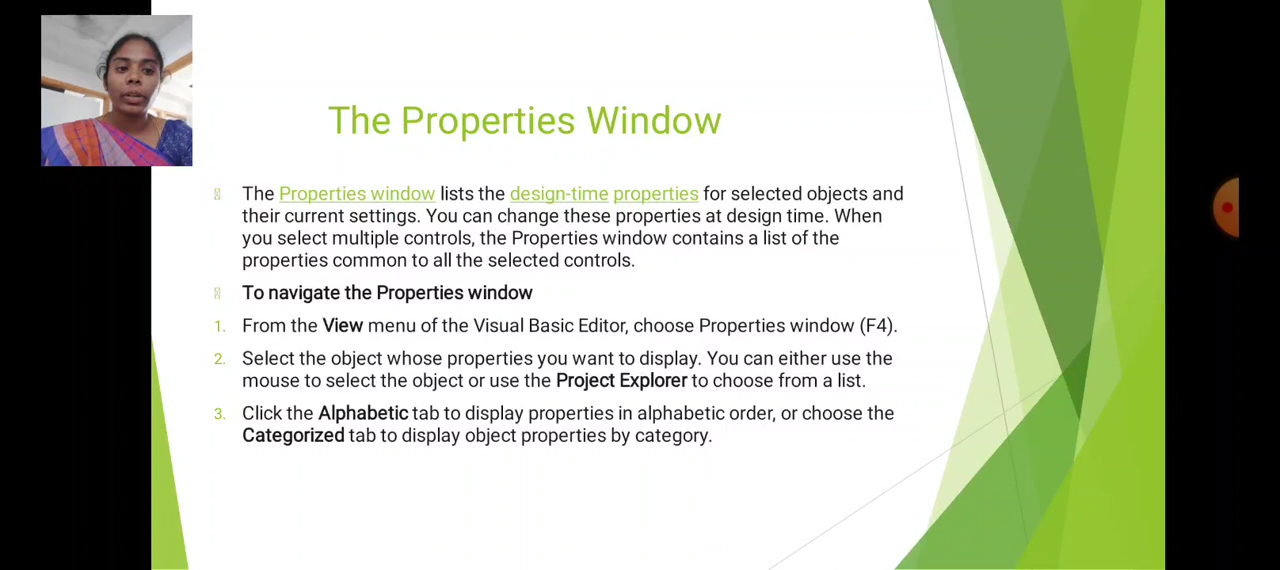 The Properties Window
The Properties window lists the design-time properties for selected objects and
their current settings. You can change these properties at design time. When
you select multiple controls, the Properties window contains a list of the
properties common to all the selected controls.
To navigate the Properties window
1. From the View menu of the Visual Basic Editor, choose Properties window (F4).
2. Select the object whose properties you want to display. You can either use the
mouse to select the object or use the Project Explorer to choose from a list.
3. Click the Alphabetic tab to display properties in alphabetic order, or choose the
Categorized tab to display object properties by category.